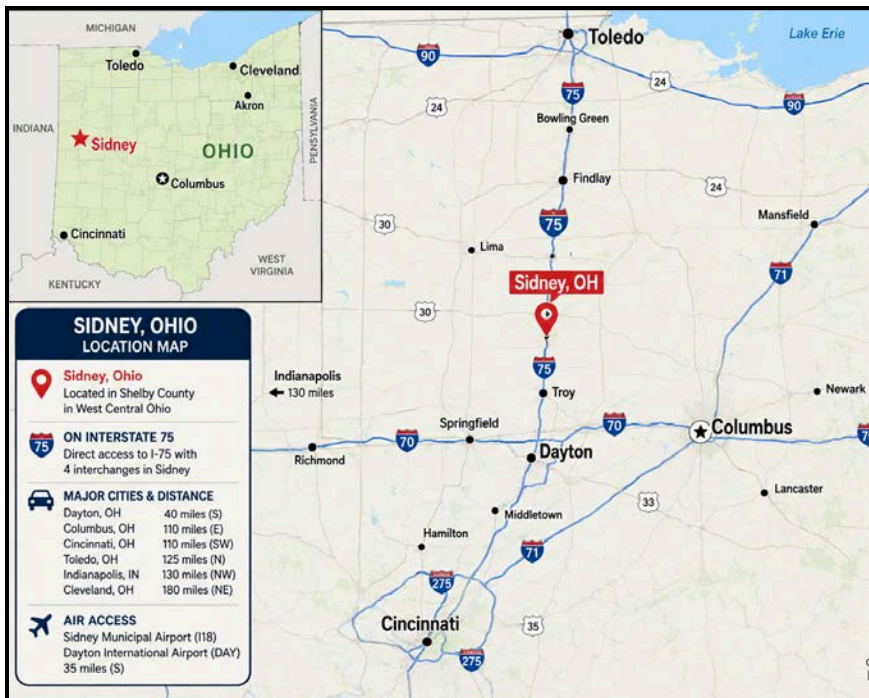 MICHIGAN
Toledo
Cleveland
Akron
INDIANA
PENNSYLVANIA
Sidney
OHIO
Columbus
Cincinnati
WEST
VIRGINIA
KENTUCKY
Toledo
Lake Erie
90
75
24
24
90
Bowling Green
Findlay
24
75
30
Mansfield
Lima
71
Sidney, OH
30
30
75
Indianapolis
130 miles
Troy
Newark
Springfield
70
70
Columbus
Richmond
Dayton
33
Lancaster
Middletown
Hamilton
71
275
Cincinnati
35
275
SIDNEY, OHIO
LOCATION MAP
Sidney, Ohio
Located in Shelby County
in West Central Ohio
75
ON INTERSTATE 75
Direct access to I-75 with
4 interchanges in Sidney
MAJOR CITIES & DISTANCE
Dayton, OH 40 miles (S)
Columbus, OH 110 miles (E)
Cincinnati, OH 110 miles (SW)
Toledo, OH 125 miles (N)
Indianapolis, IN 130 miles (NW)
Cleveland, OH 180 miles (NE)
AIR ACCESS
Sidney Municipal Airport (I18)
Dayton International Airport (DAY)
35 miles (S)